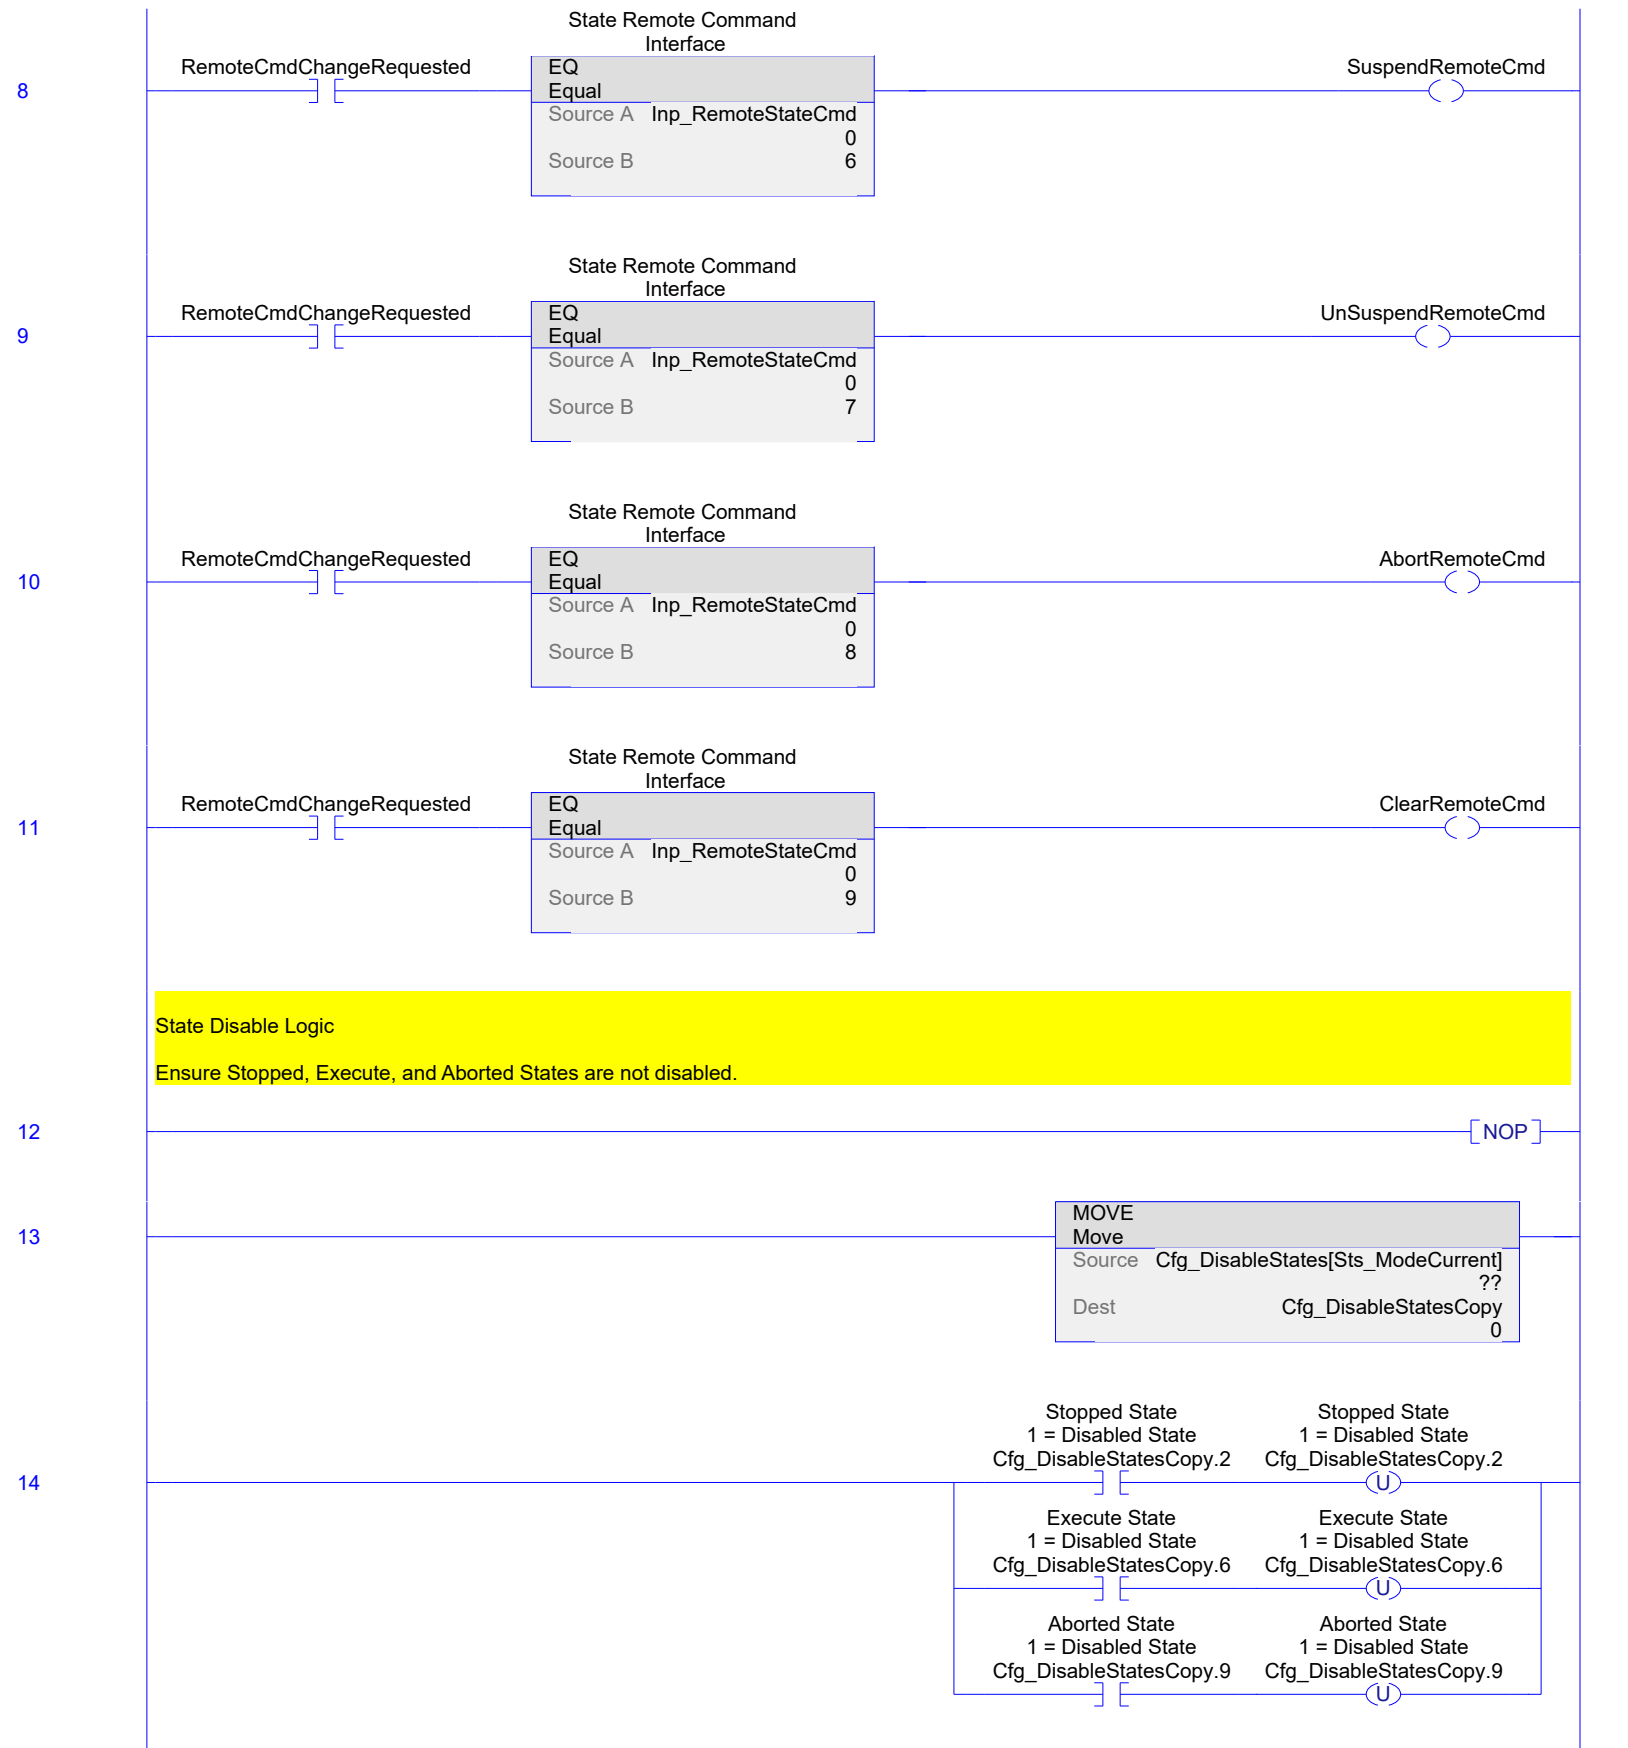 State Remote Command
Interface
RemoteCmdChangeRequested
EQ
SuspendRemoteCmd
8
Equal
Source A Inp_RemoteStateCmd
0
Source B 6
State Remote Command
Interface
RemoteCmdChangeRequested
EQ
UnSuspendRemoteCmd
9
Equal
Source A Inp_RemoteStateCmd
0
Source B 7
State Remote Command
Interface
RemoteCmdChangeRequested
EQ
AbortRemoteCmd
10
Equal
Source A Inp_RemoteStateCmd
0
Source B 8
State Remote Command
Interface
RemoteCmdChangeRequested
EQ
ClearRemoteCmd
11
Equal
Source A Inp_RemoteStateCmd
0
Source B 9
State Disable Logic
Ensure Stopped, Execute, and Aborted States are not disabled.
12
NOP
MOVE
13
Move
Source Cfg_DisableStates[Sts_ModeCurrent]
??
Dest Cfg_DisableStatesCopy
0
Stopped State Stopped State
1 = Disabled State 1 = Disabled State
Cfg_DisableStatesCopy.2 Cfg_DisableStatesCopy.2
14
U
Execute State Execute State
1 = Disabled State 1 = Disabled State
Cfg_DisableStatesCopy.6 Cfg_DisableStatesCopy.6
U
Aborted State Aborted State
1 = Disabled State 1 = Disabled State
Cfg_DisableStatesCopy.9 Cfg_DisableStatesCopy.9
U